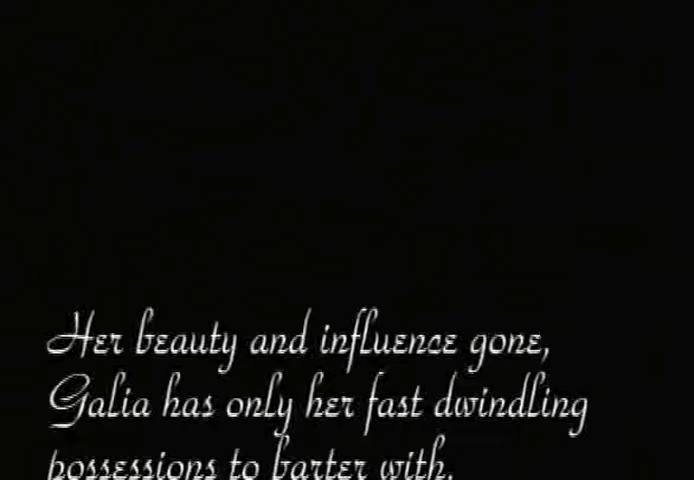 Her beauty and influence gone,
Galia has only her fast dwindling
possessions to barter with.